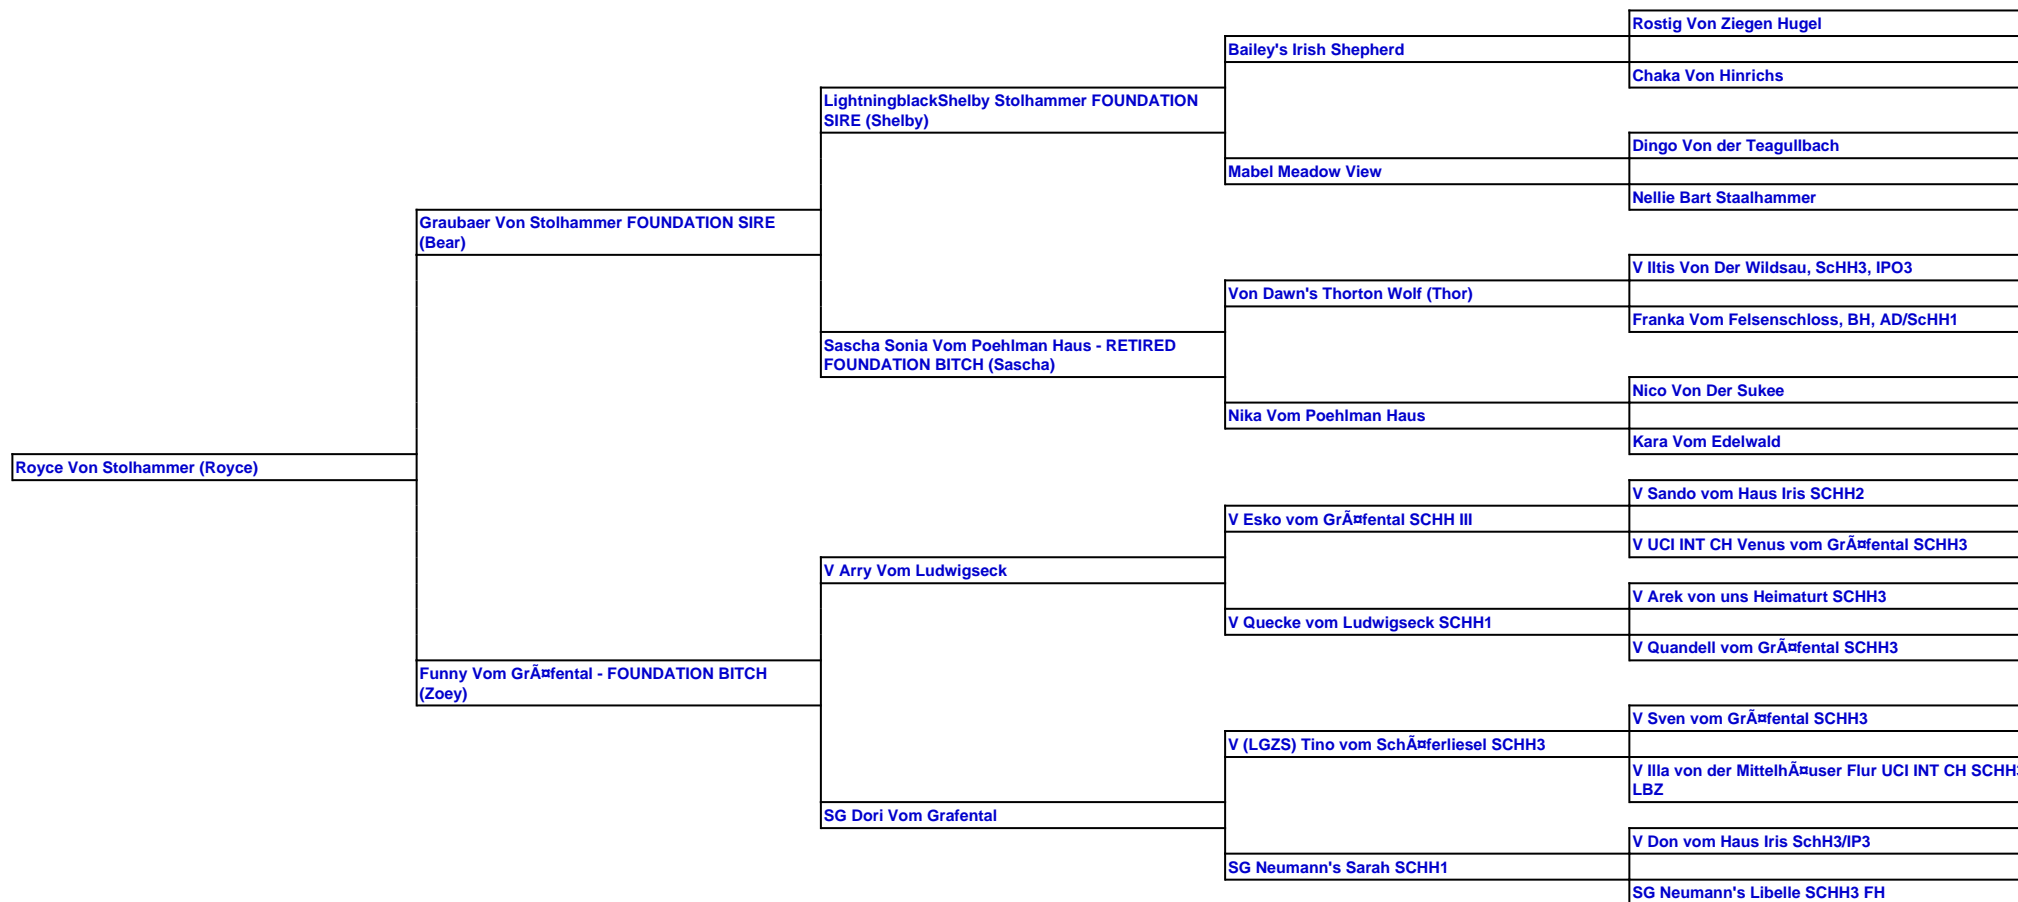 Rostig Von Ziegen Hugel
Bailey's Irish Shepherd
Chaka Von Hinrichs
LightningblackShelby Stolhammer FOUNDATION
SIRE (Shelby)
Dingo Von der Teagullbach
Mabel Meadow View
Nellie Bart Staalhammer
Graubaer Von Stolhammer FOUNDATION SIRE
(Bear)
V Iltis Von Der Wildsau, ScHH3, IPO3
Von Dawn's Thorton Wolf (Thor)
Franka Vom Felsenschloss, BH, AD/ScHH1
Sascha Sonia Vom Poehlman Haus - RETIRED
FOUNDATION BITCH (Sascha)
Nico Von Der Sukee
Nika Vom Poehlman Haus
Kara Vom Edelwald
Royce Von Stolhammer (Royce)
V Sando vom Haus Iris SCHH2
V Esko vom GrÃ¤fental SCHH III
V UCI INT CH Venus vom GrÃ¤fental SCHH3
V Arry Vom Ludwigseck
V Arek von uns Heimaturt SCHH3
V Quecke vom Ludwigseck SCHH1
V Quandell vom GrÃ¤fental SCHH3
Funny Vom GrÃ¤fental - FOUNDATION BITCH
(Zoey)
V Sven vom GrÃ¤fental SCHH3
V (LGZS) Tino vom SchÃ¤ferliesel SCHH3
V Illa von der MittelhÃ¤user Flur UCI INT CH SCHH3
LBZ
SG Dori Vom Grafental
V Don vom Haus Iris SchH3/IP3
SG Neumann's Sarah SCHH1
SG Neumann's Libelle SCHH3 FH